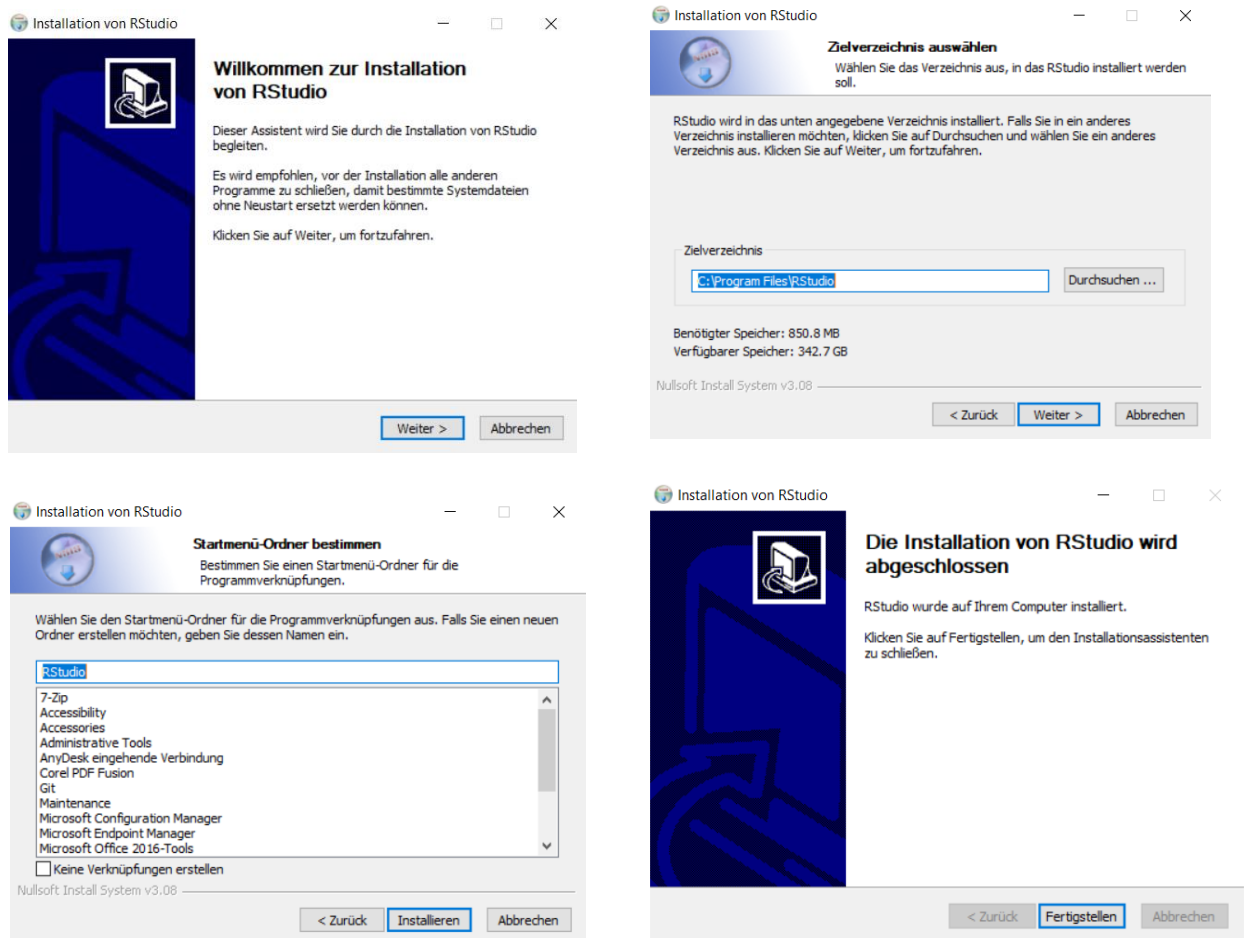 Installation von RStudio
Willkommen zur Installation
von RStudio
Dieser Assistent wird Sie durch die Installation von RStudio
begleiten.
Es wird empfohlen, vor der Installation alle anderen
Programme zu schließen, damit bestimmte Systemdateien
ohne Neustart ersetzt werden können.
Klicken Sie auf Weiter, um fortzufahren.
Weiter >
Abbrechen
Installation von RStudio
Zielverzeichnis auswählen
Wählen Sie das Verzeichnis aus, in das RStudio installiert werden
soll.
RStudio wird in das unten angegebene Verzeichnis installiert. Falls Sie in ein anderes
Verzeichnis installieren möchten, klicken Sie auf Durchsuchen und wählen Sie ein anderes
Verzeichnis aus. Klicken Sie auf Weiter, um fortzufahren.
Zielverzeichnis
C:\Program Files\RStudio
Durchsuchen ...
Benötigter Speicher: 850.8 MB
Verfügbarer Speicher: 342.7 GB
Nullsoft Install System v3.08
< Zurück
Weiter >
Abbrechen
Installation von RStudio
Startmenü-Ordner bestimmen
Bestimmen Sie einen Startmenü-Ordner für die
Programmverknüpfungen.
Wählen Sie den Startmenü-Ordner für die Programmverknüpfungen aus. Falls Sie einen neuen
Ordner erstellen möchten, geben Sie dessen Namen ein.
RStudio
7-Zip
Accessibility
Accessories
Administrative Tools
AnyDesk eingehende Verbindung
Corel PDF Fusion
Git
Maintenance
Microsoft Configuration Manager
Microsoft Endpoint Manager
Microsoft Office 2016-Tools
Keine Verknüpfungen erstellen
Nullsoft Install System v3.08
< Zurück
Installieren
Abbrechen
Installation von RStudio
Die Installation von RStudio wird
abgeschlossen
RStudio wurde auf Ihrem Computer installiert.
Klicken Sie auf Fertigstellen, um den Installationsassistenten
zu schließen.
< Zurück
Fertigstellen
Abbrechen